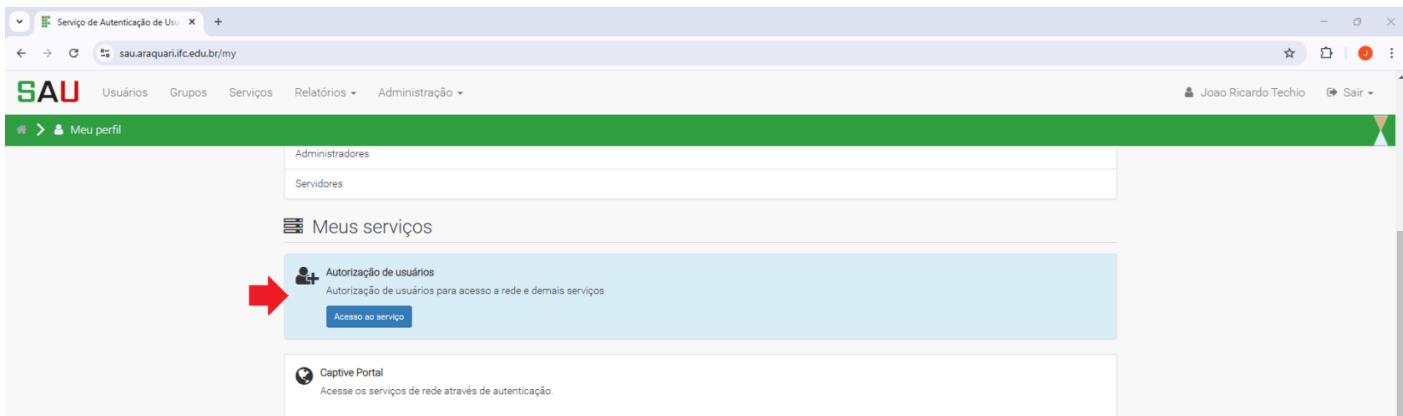 Serviço de Autenticação de Usu
sau.araquari.ifc.edu.br/my
J
SAU Usuários Grupos Serviços Relatórios Administração Joao Ricardo Techio Sair
Meu perfil
Administradores
Servidores
Meus serviços
Autorização de usuários
Autorização de usuários para acesso a rede e demais serviços
Acesso ao serviço
Captive Portal
Acesse os serviços de rede através de autenticação.